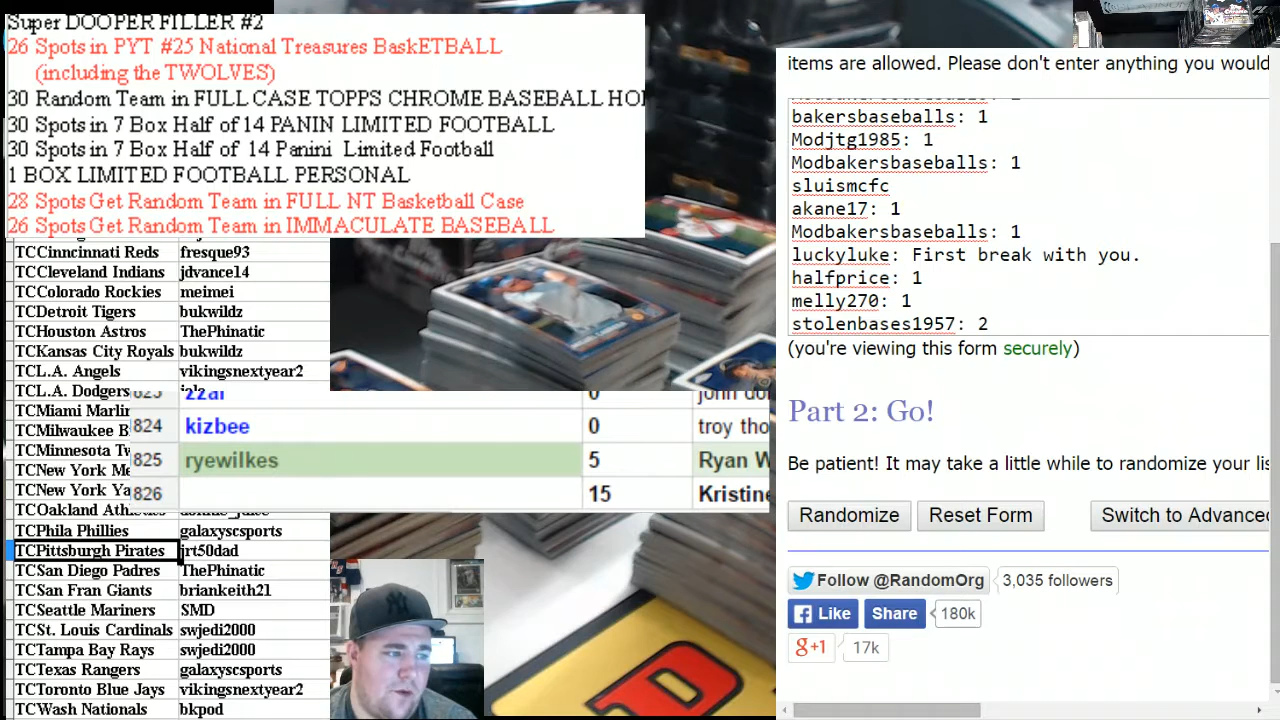 Super DOOPER FILLER #2
26 Spots in PYT #25 National Treasures BaskETBALL
(including the TWOLVES)
30 Random Team in FULL CASE TOPPS CHROME BASEBALL
30 Spots in 7 Box Half of 14 PANIN LIMITED FOOTBALL
30 Spots in 7 Box Half of 14 Panini Limited Football
1 BOX LIMITED FOOTBALL PERSONAL
28 Spots Get Random Team in FULL NT Basketball Case
26 Spots Get Random Team in IMMACULATE BASEBALL
TCCinncinnati Reds fresque93
TCCleveland Indians jdvance14
TCColorado Rockies meimei
TCDetroit Tigers bukwildz
TCHouston Astros ThePhinatic
TCKansas City Royals bukwildz
TCL.A. Angels vikingsnextyear2
TCL.A. Dodgers
TCMiami Marlir
TCMilwaukee B
TCMinnesota Tw
TCNew York Me
TCNew York Ya
TCOakland Ath
TCPhila Phillies galaxyscsports
TCPittsburgh Pirates jrt50dad
TCSan Diego Padres ThePhinatic
TCSan Fran Giants briankeith21
TCSeattle Mariners SMD
TCSt. Louis Cardinals swjedi2000
TCTampa Bay Rays swjedi2000
TCTexas Rangers galaxyscsports
TCToronto Blue Jays vikingsnextyear2
TCWash Nationals bkpod
824 kizbee 0 troy tho
825 ryewilkes 5 Ryan W
826 15 Kristine
items are allowed. Please don't enter anything you would
bakersbaseballs: 1
Modjtg1985: 1
Modbakersbaseballs: 1
sluismcfc
akane17: 1
Modbakersbaseballs: 1
luckyluke: First break with you.
halfprice: 1
melly270: 1
stolenbases1957: 2
(you're viewing this form securely)
Part 2: Go!
Be patient! It may take a little while to randomize your lis
Randomize Reset Form Switch to Advanced
Follow @RandomOrg 3,035 followers
Like Share 180k
g+1 17k